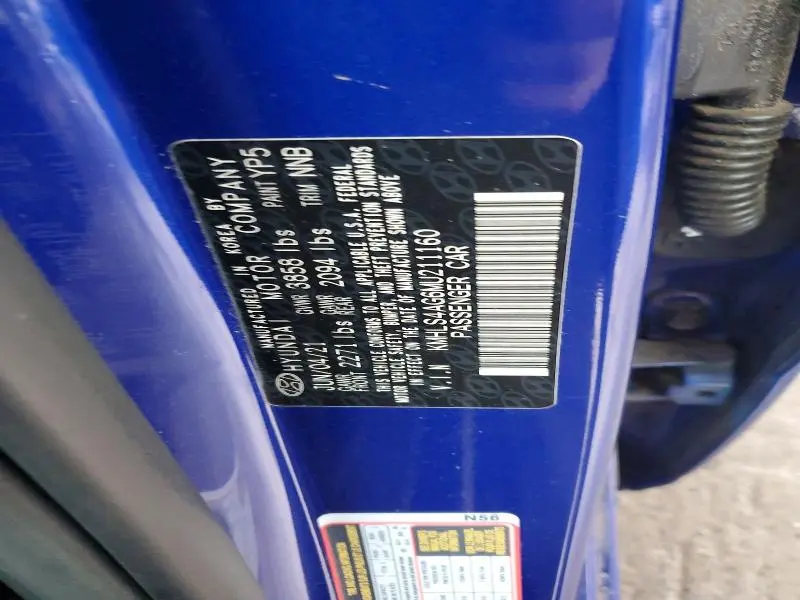 MANUFACTURED IN KOREA BY
HYUNDAI MOTOR COMPANY
JUN/04/21 GVWR 3858 lbs PAINT YP5
GAWR FRONT 2271 lbs GAWR REAR 2094 lbs TRIM NNB
THIS VEHICLE CONFORMS TO ALL APPLICABLE U.S.A. FEDERAL
MOTOR VEHICLE SAFETY, BUMPER, AND THEFT PREVENTION STANDARDS
IN EFFECT ON THE DATE OF MANUFACTURE SHOWN ABOVE
V.I.N KMHLS4AG6MU211160
PASSENGER CAR
N56